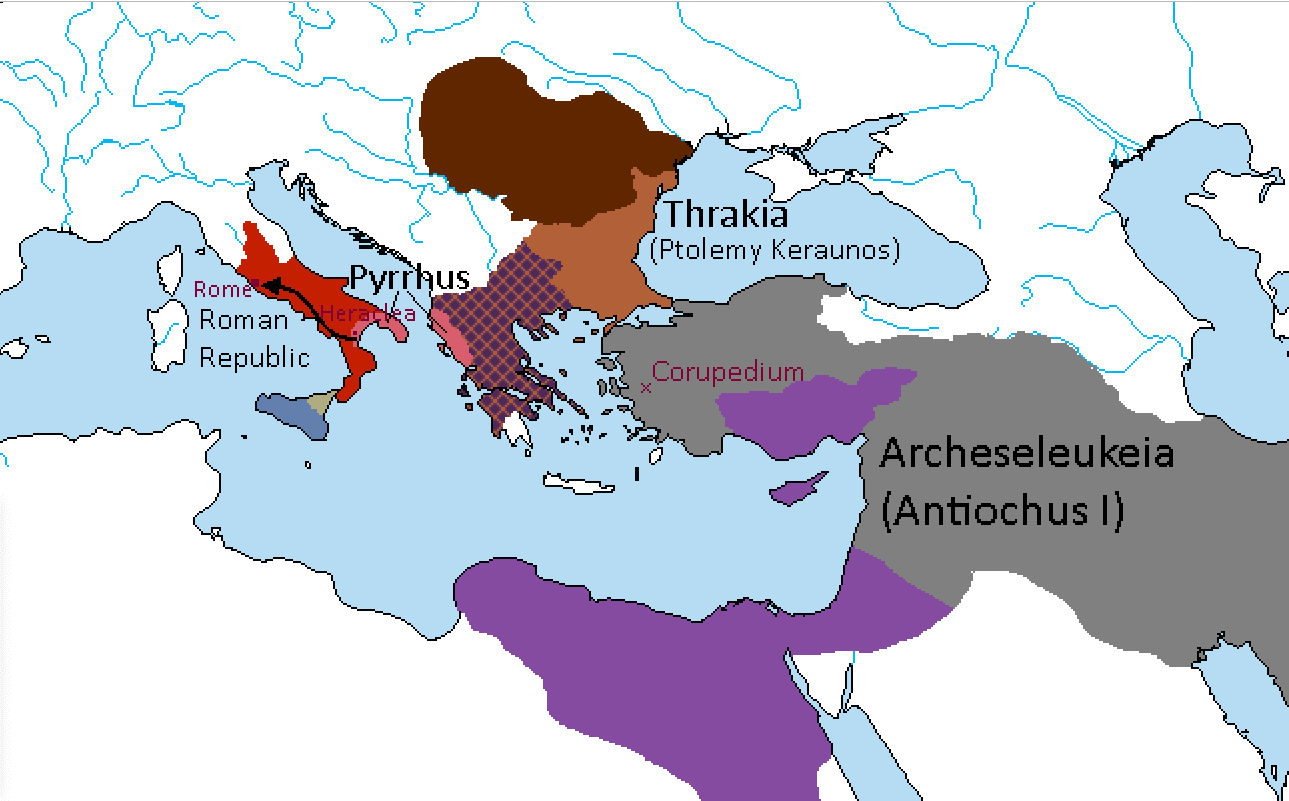 Thrakia
(Ptolemy Keraunos)
Pyrrhus
Rome
Heraclea
Roman
Republic
Corupedium
Archeseleukeia
(Antiochus I)